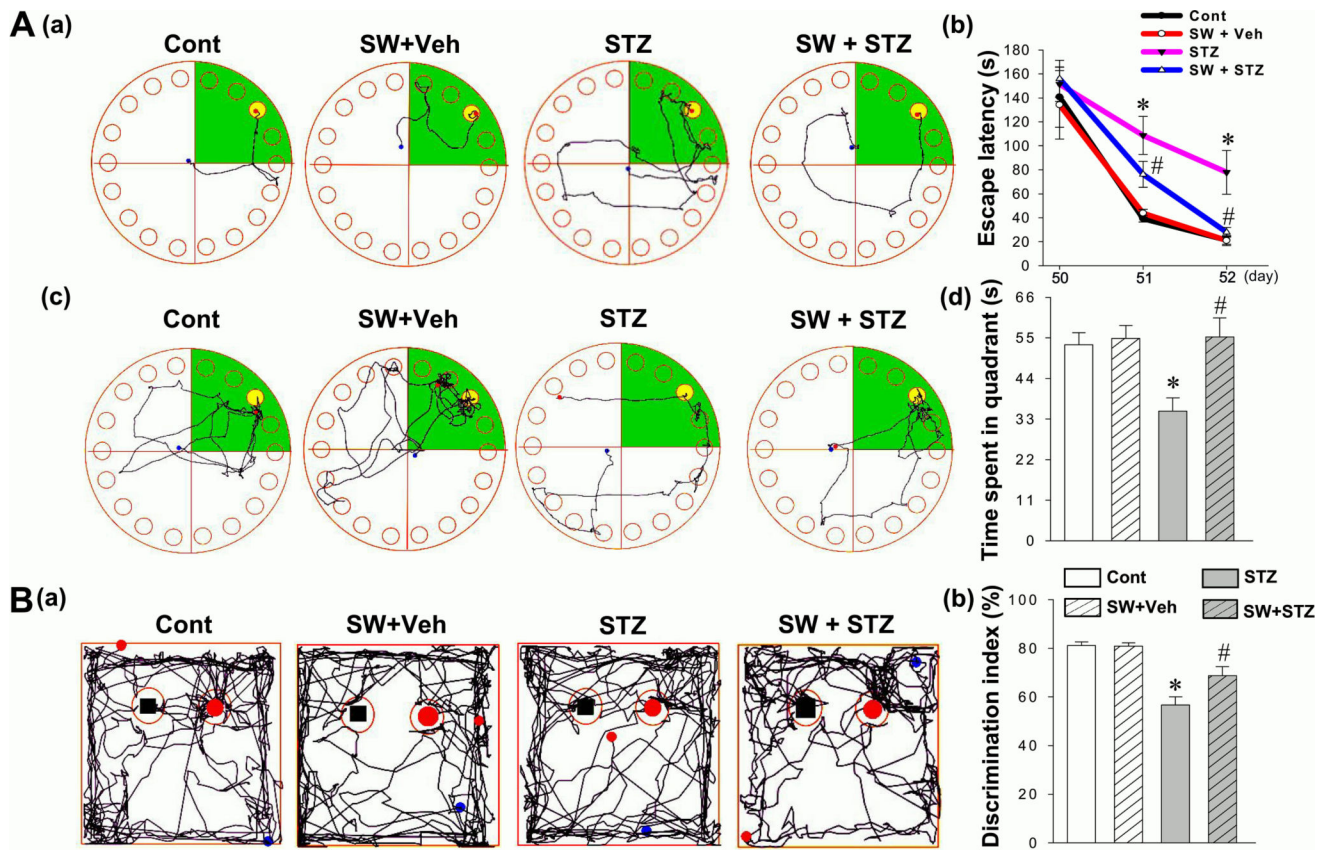 A (a)
Cont
SW+Veh
STZ
SW + STZ
(b)
Cont
SW + Veh
STZ
SW + STZ
Escape latency (s)
180
160
140
120
100
80
60
40
20
0
*
#
*
#
50 51 52 (day)
(c)
Cont
SW+Veh
STZ
SW + STZ
(d)
Time spent in quadrant (s)
66
55
44
33
22
11
0
*
#
B (a)
Cont
SW+Veh
STZ
SW + STZ
(b)
Cont
STZ
SW+Veh
SW+STZ
Discrimination index (%)
100
80
60
40
20
0
*
#